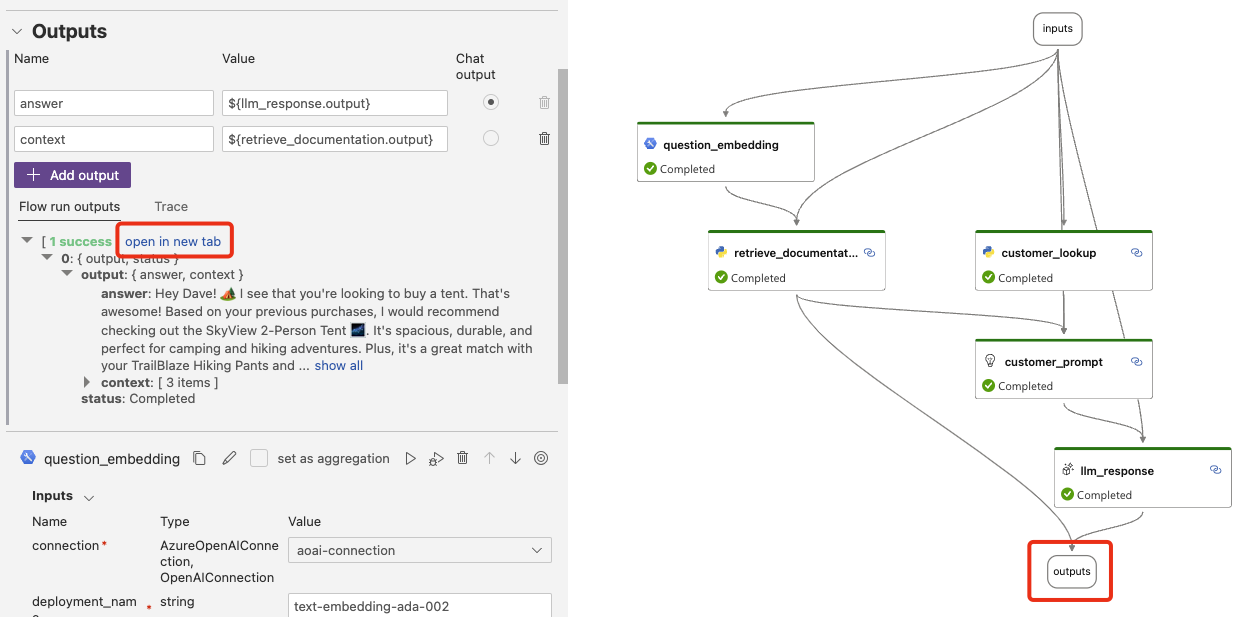 Outputs
Name Value Chat output
answer ${llm_response.output}
context ${retrieve_documentation.output}
Add output
Flow run outputs Trace
[ 1 success open in new tab
0: { output, status }
output: { answer, context }
answer: Hey Dave! 🏕️ I see that you're looking to buy a tent. That's
awesome! Based on your previous purchases, I would recommend
checking out the SkyView 2-Person Tent 🌌. It's spacious, durable, and
perfect for camping and hiking adventures. Plus, it's a great match with
your TrailBlaze Hiking Pants and ... show all
context: [ 3 items ]
status: Completed
question_embedding set as aggregation
Inputs
Name Type Value
connection* AzureOpenAIConne
ction,
OpenAIConnection
aoai-connection
deployment_nam * string text-embedding-ada-002
inputs
question_embedding
Completed
retrieve_documentat...
Completed
customer_lookup
Completed
customer_prompt
Completed
llm_response
Completed
outputs